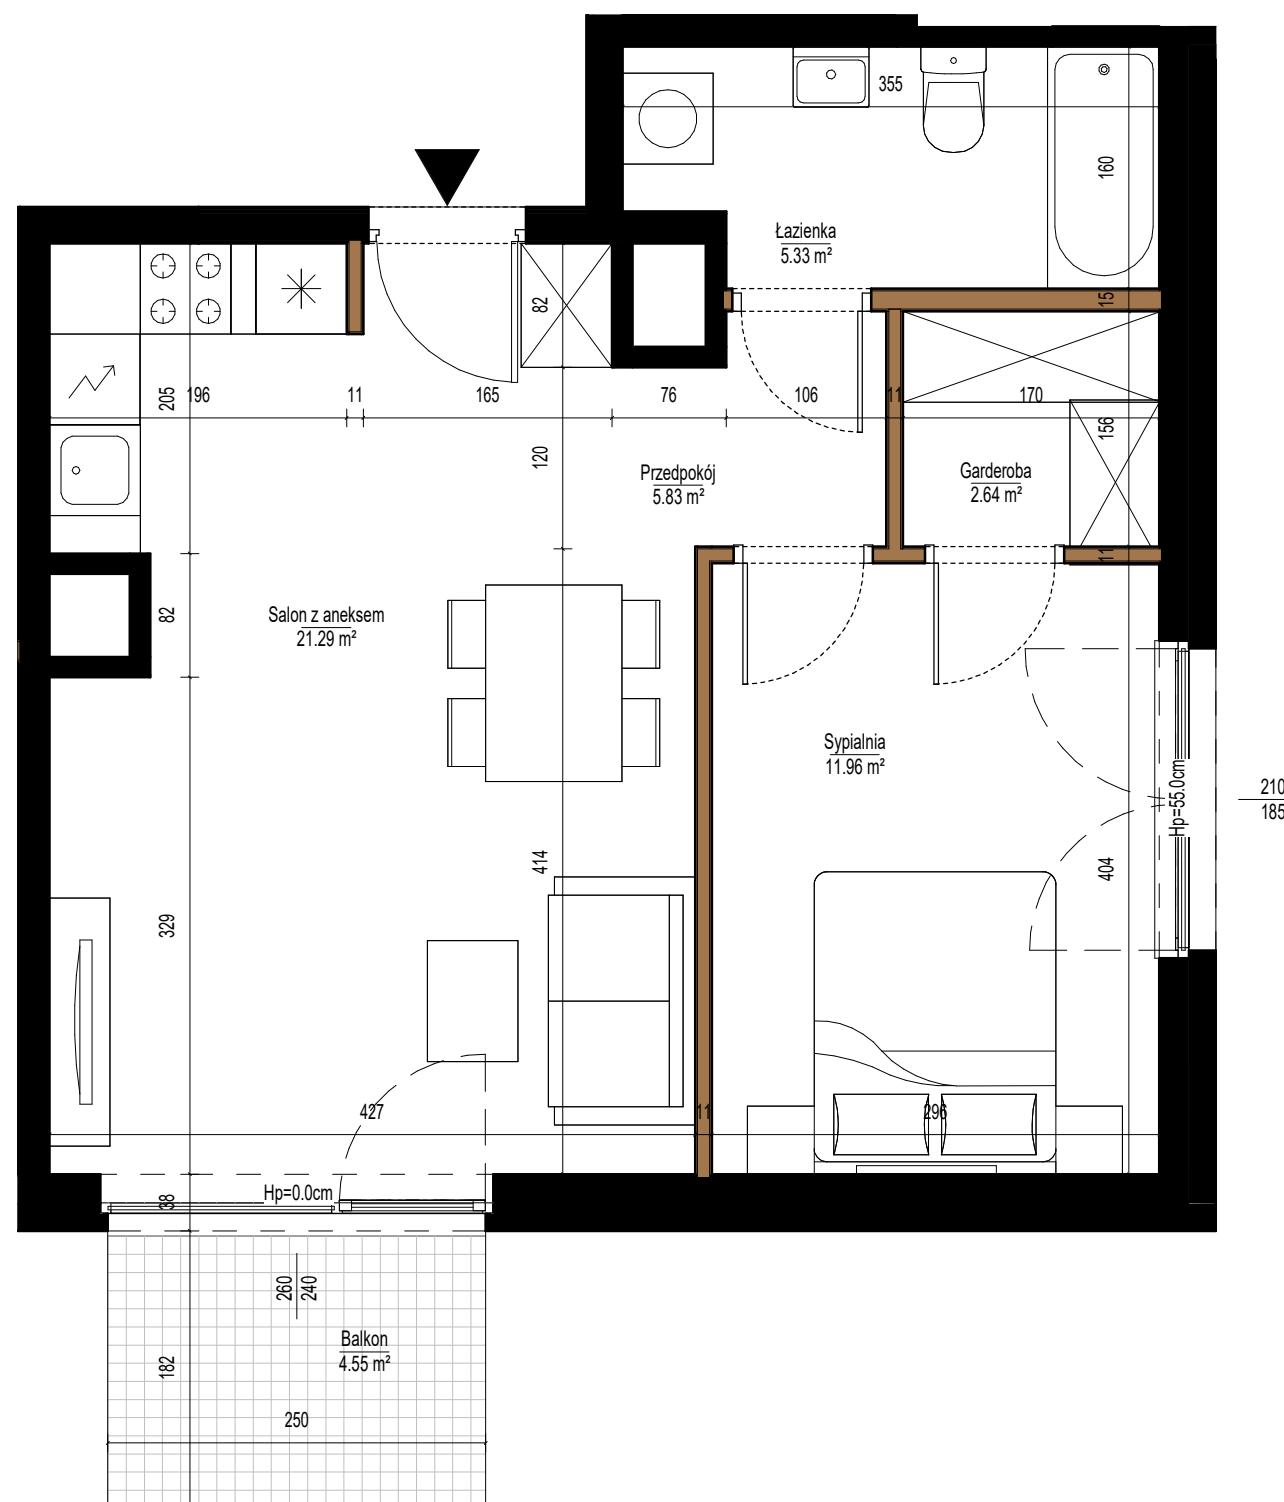 355
160
Łazienka
5.33 m²
15
82
205
196
11
165
76
106
11
170
156
120
Przedpokój
5.83 m²
Garderoba
2.64 m²
11
82
Salon z aneksem
21.29 m²
Sypialnia
11.96 m²
Hp=55.0cm
210
185
414
404
329
427
11
296
38
Hp=0.0cm
260
240
Balkon
4.55 m²
182
250